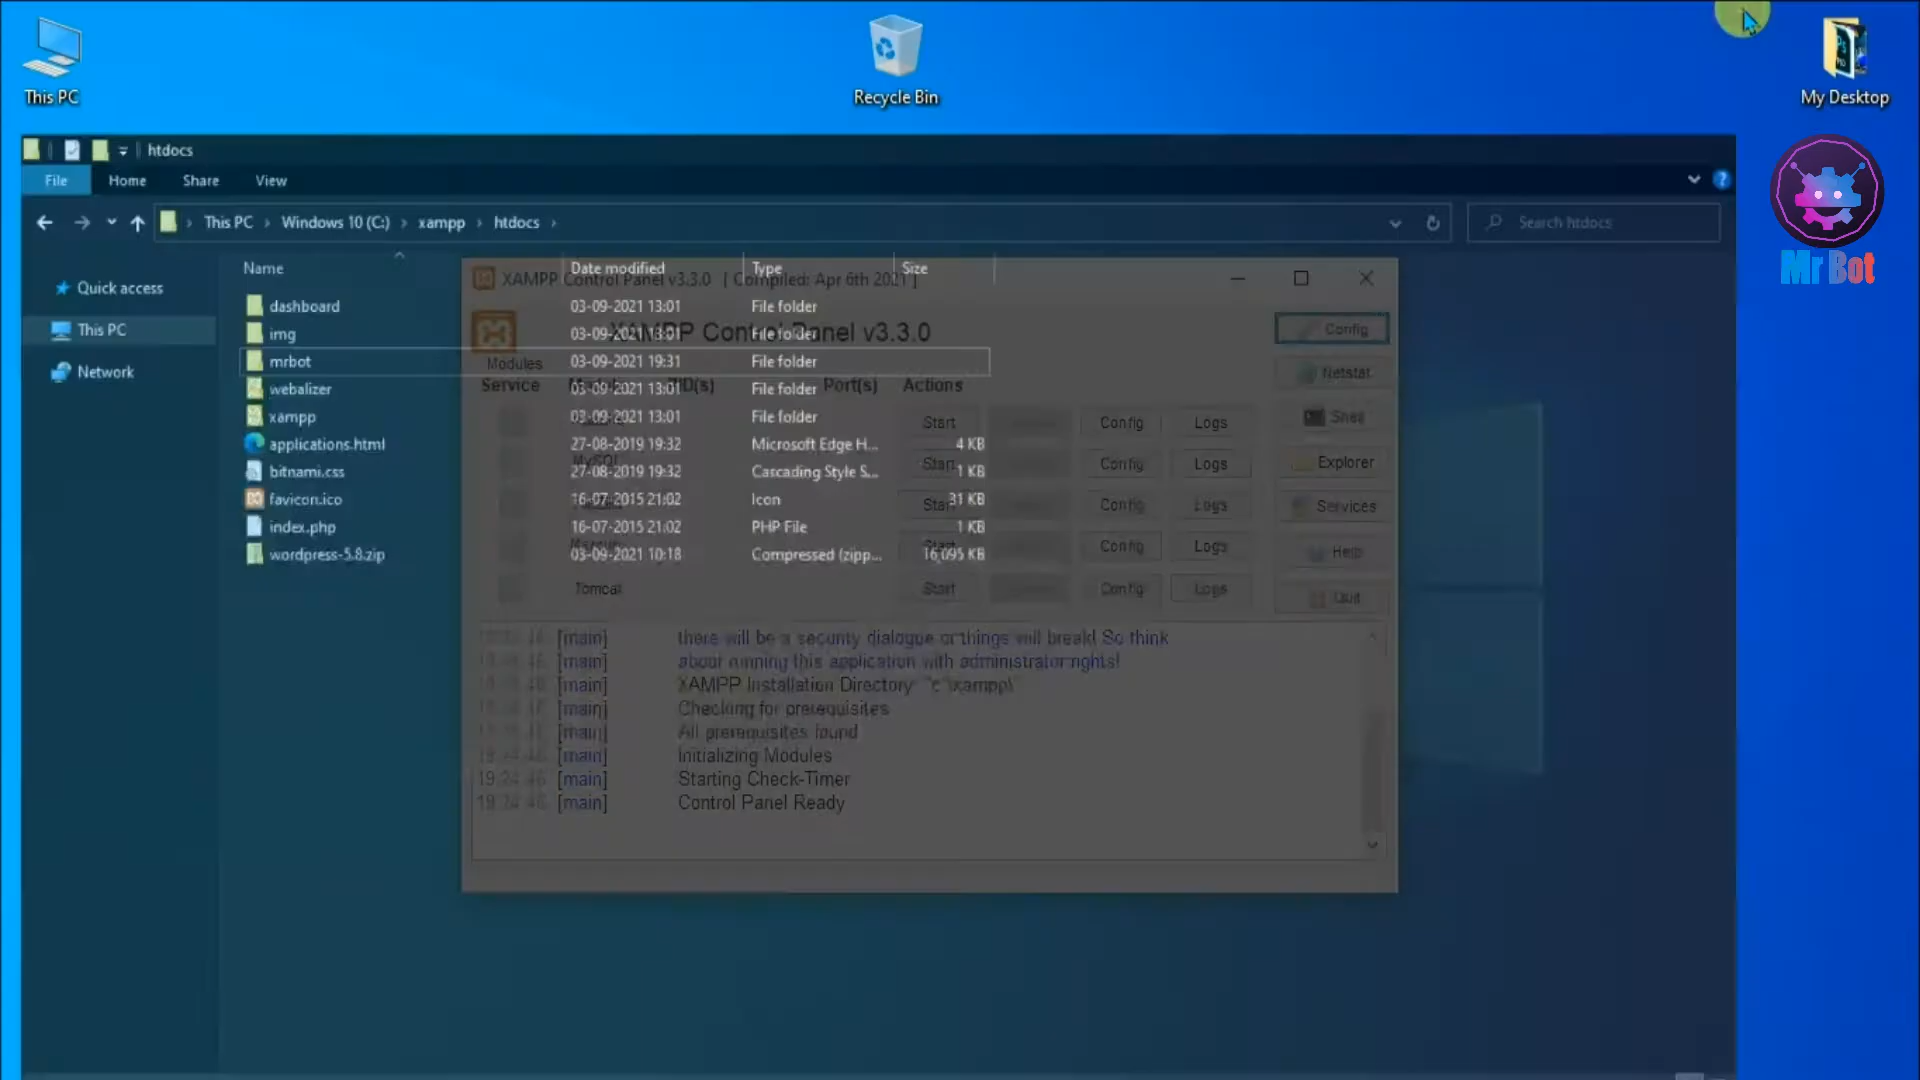 This PC
Recycle Bin
My Desktop
Mr Bot
htdocs
File Home Share View
This PC Windows 10 (C:) xampp htdocs
Search htdocs
Quick access
This PC
Network
Name Date modified Type Size
dashboard 03-09-2021 13:01 File folder
img 03-09-2021 13:01 File folder
mrbot 03-09-2021 19:31 File folder
webalizer 03-09-2021 13:01 File folder
xampp 03-09-2021 13:01 File folder
applications.html 27-08-2019 19:32 Microsoft Edge H... 4 KB
bitnami.css 27-08-2019 19:32 Cascading Style S... 1 KB
favicon.ico 16-07-2015 21:02 Icon 31 KB
index.php 16-07-2015 21:02 PHP File 1 KB
wordpress-5.8.zip 03-09-2021 10:18 Compressed (zipp... 16,095 KB
XAMPP Control Panel v3.3.0 [ Compiled: Apr 6th 2021 ]
XAMPP Control Panel v3.3.0
Modules
Service PID(s) Port(s) Actions
Start Config Logs
MySQL Start Config Logs
Start Config Logs
Start Config Logs
Tomcat Start Config Logs
Config
Netstat
Shell
Explorer
Services
Help
Quit
[main] there will be a security dialogue or things will break! So think
[main] about running this application with administrator rights!
[main] XAMPP Installation Directory: "c:\xampp\"
[main] Checking for prerequisites
[main] All prerequisites found
[main] Initializing Modules
19:24:46 [main] Starting Check-Timer
19:24:46 [main] Control Panel Ready